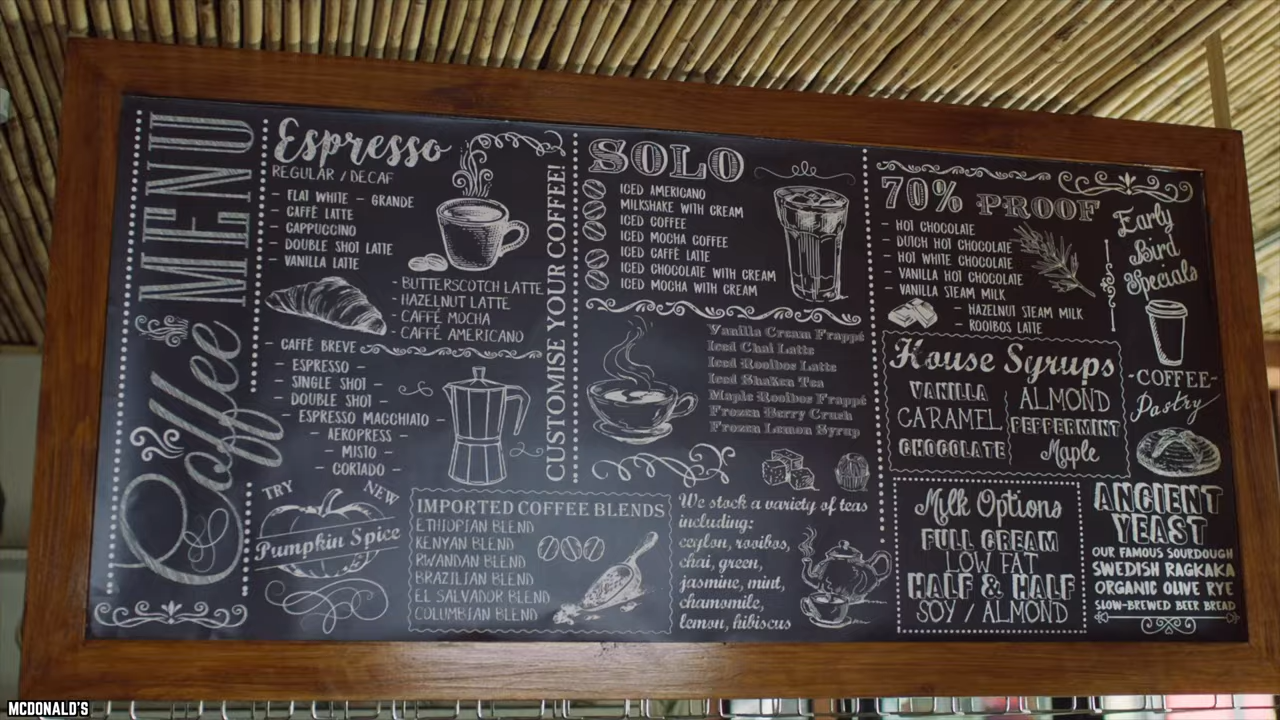 Coffee MENU
Espresso
REGULAR / DECAF
- FLAT WHITE - GRANDE
- CAFFÈ LATTE
- CAPPUCCINO
- DOUBLE SHOT LATTE
- VANILLA LATTE
- BUTTERSCOTCH LATTE
- HAZELNUT LATTE
- CAFFÉ MOCHA
- CAFFÉ AMERICANO
- CAFFÈ BREVE
ESPRESSO -
- SINGLE SHOT -
- DOUBLE SHOT -
- ESPRESSO MACCHIATO -
- AEROPRESS -
- MISTO -
- CORTADO -
TRY NEW
Pumpkin Spice
CUSTOMISE YOUR COFFEE!
IMPORTED COFFEE BLENDS
ETHIOPIAN BLEND
KENYAN BLEND
RWANDAN BLEND
BRAZILIAN BLEND
EL SALVADOR BLEND
COLUMBIAN BLEND
SOLO
ICED AMERICANO
MILKSHAKE WITH CREAM
ICED COFFEE
ICED MOCHA COFFEE
ICED CAFFÈ LATTE
ICED CHOCOLATE WITH CREAM
ICED MOCHA WITH CREAM
Vanilla Cream Frappé
Iced Chai Latte
Iced Rooibos Latte
Iced Shaken Tea
Maple Rooibos Frappé
Frozen Berry Crush
Frozen Lemon Syrup
We stock a variety of teas
including:
ceylon, rooibos,
chai, green,
jasmine, mint,
chamomile,
lemon, hibiscus
70% PROOF
- HOT CHOCOLATE
- DUTCH HOT CHOCOLATE
- HOT WHITE CHOCOLATE
- VANILLA HOT CHOCOLATE
- VANILLA STEAM MILK
- HAZELNUT STEAM MILK
- ROOIBOS LATTE
House Syrups
VANILLA
CARAMEL
CHOCOLATE
ALMOND
PEPPERMINT
Maple
Milk Options
FULL CREAM
LOW FAT
HALF & HALF
SOY / ALMOND
Early
Bird
Specials
-COFFEE-
Pastry
ANCIENT
YEAST
OUR FAMOUS SOURDOUGH
SWEDISH RAGKAKA
ORGANIC OLIVE RYE
SLOW-BREWED BEER BREAD
MCDONALD'S